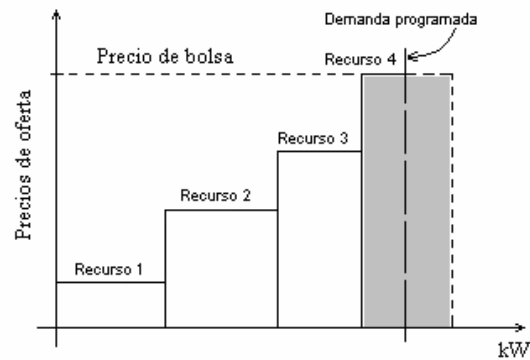 Demanda programada
Precio de bolsa
Recurso 4
Recurso 3
Recurso 2
Recurso 1
Precios de oferta
kW